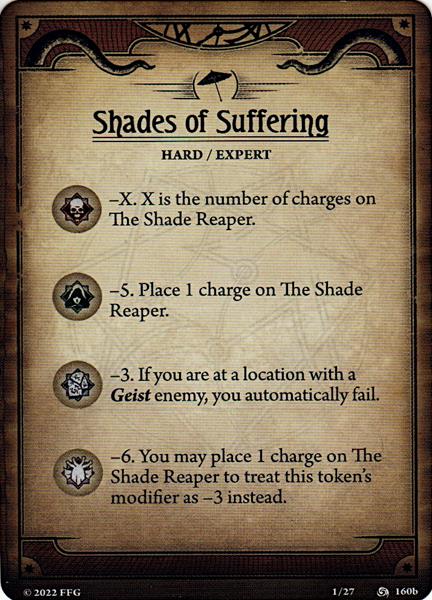 Shades of Suffering
HARD / EXPERT
–X. X is the number of charges on
The Shade Reaper.
–5. Place 1 charge on The Shade
Reaper.
–3. If you are at a location with a
Geist enemy, you automatically fail.
–6. You may place 1 charge on The
Shade Reaper to treat this token's
modifier as –3 instead.
© 2022 FFG 1/27 160b